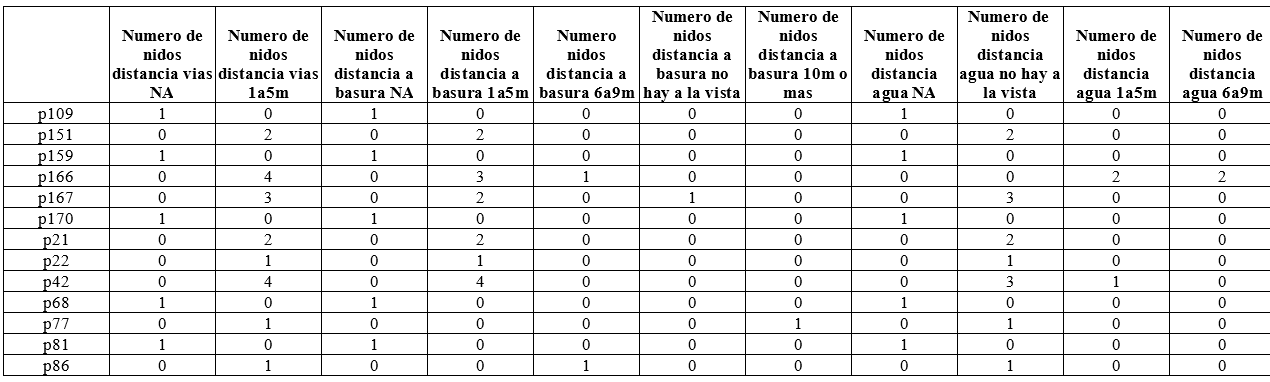 Numero de nidos distancia vias NA	Numero de nidos distancia vias 1a5m	Numero de nidos distancia a basura NA	Numero de nidos distancia a basura 1a5m	Numero nidos distancia a basura 6a9m	Numero de nidos distancia a basura no hay a la vista	Numero de nidos distancia a basura 10m o mas	Numero de nidos distancia agua NA	Numero de nidos distancia agua no hay a la vista	Numero de nidos distancia agua 1a5m	Numero de nidos distancia agua 6a9m
p109	1	0	1	0	0	0	0	1	0	0	0
p151	0	2	0	2	0	0	0	0	2	0	0
p159	1	0	1	0	0	0	0	1	0	0	0
p166	0	4	0	3	1	0	0	0	0	2	2
p167	0	3	0	2	0	1	0	0	3	0	0
p170	1	0	1	0	0	0	0	1	0	0	0
p21	0	2	0	2	0	0	0	0	2	0	0
p22	0	1	0	1	0	0	0	0	1	0	0
p42	0	4	0	4	0	0	0	0	3	1	0
p68	1	0	1	0	0	0	0	1	0	0	0
p77	0	1	0	0	0	0	1	0	1	0	0
p81	1	0	1	0	0	0	0	1	0	0	0
p86	0	1	0	0	1	0	0	0	1	0	0